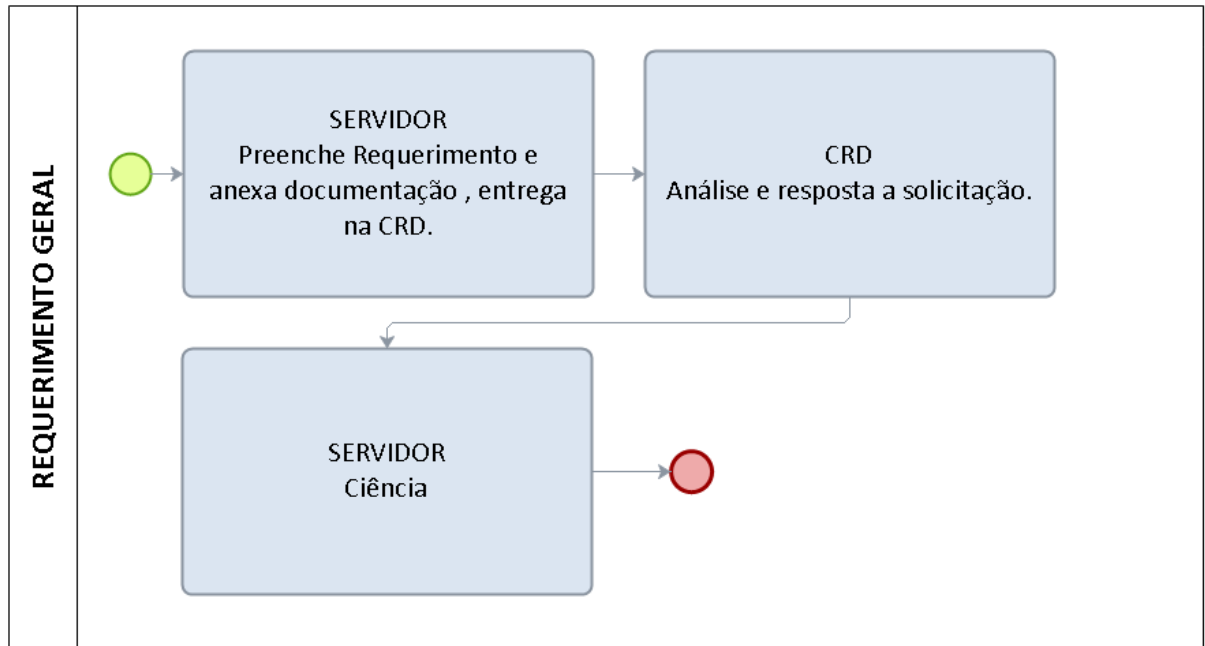 REQUERIMENTO GERAL
SERVIDOR
Preenche Requerimento e
anexa documentação , entrega
na CRD.
CRD
Análise e resposta a solicitação.
SERVIDOR
Ciência